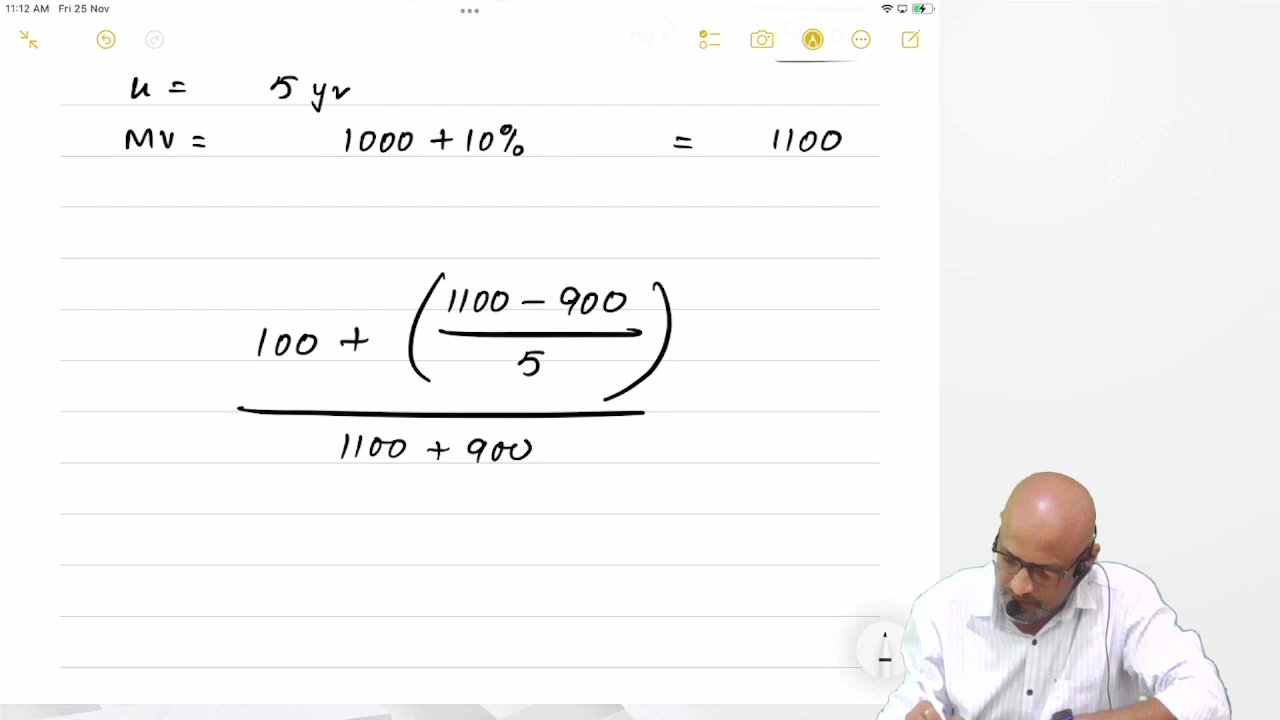 11:12 AM Fri 25 Nov
n = 5 yr
MV = 1000 + 10% = 1100
1100 - 900
100 + ( )
5
1100 + 900